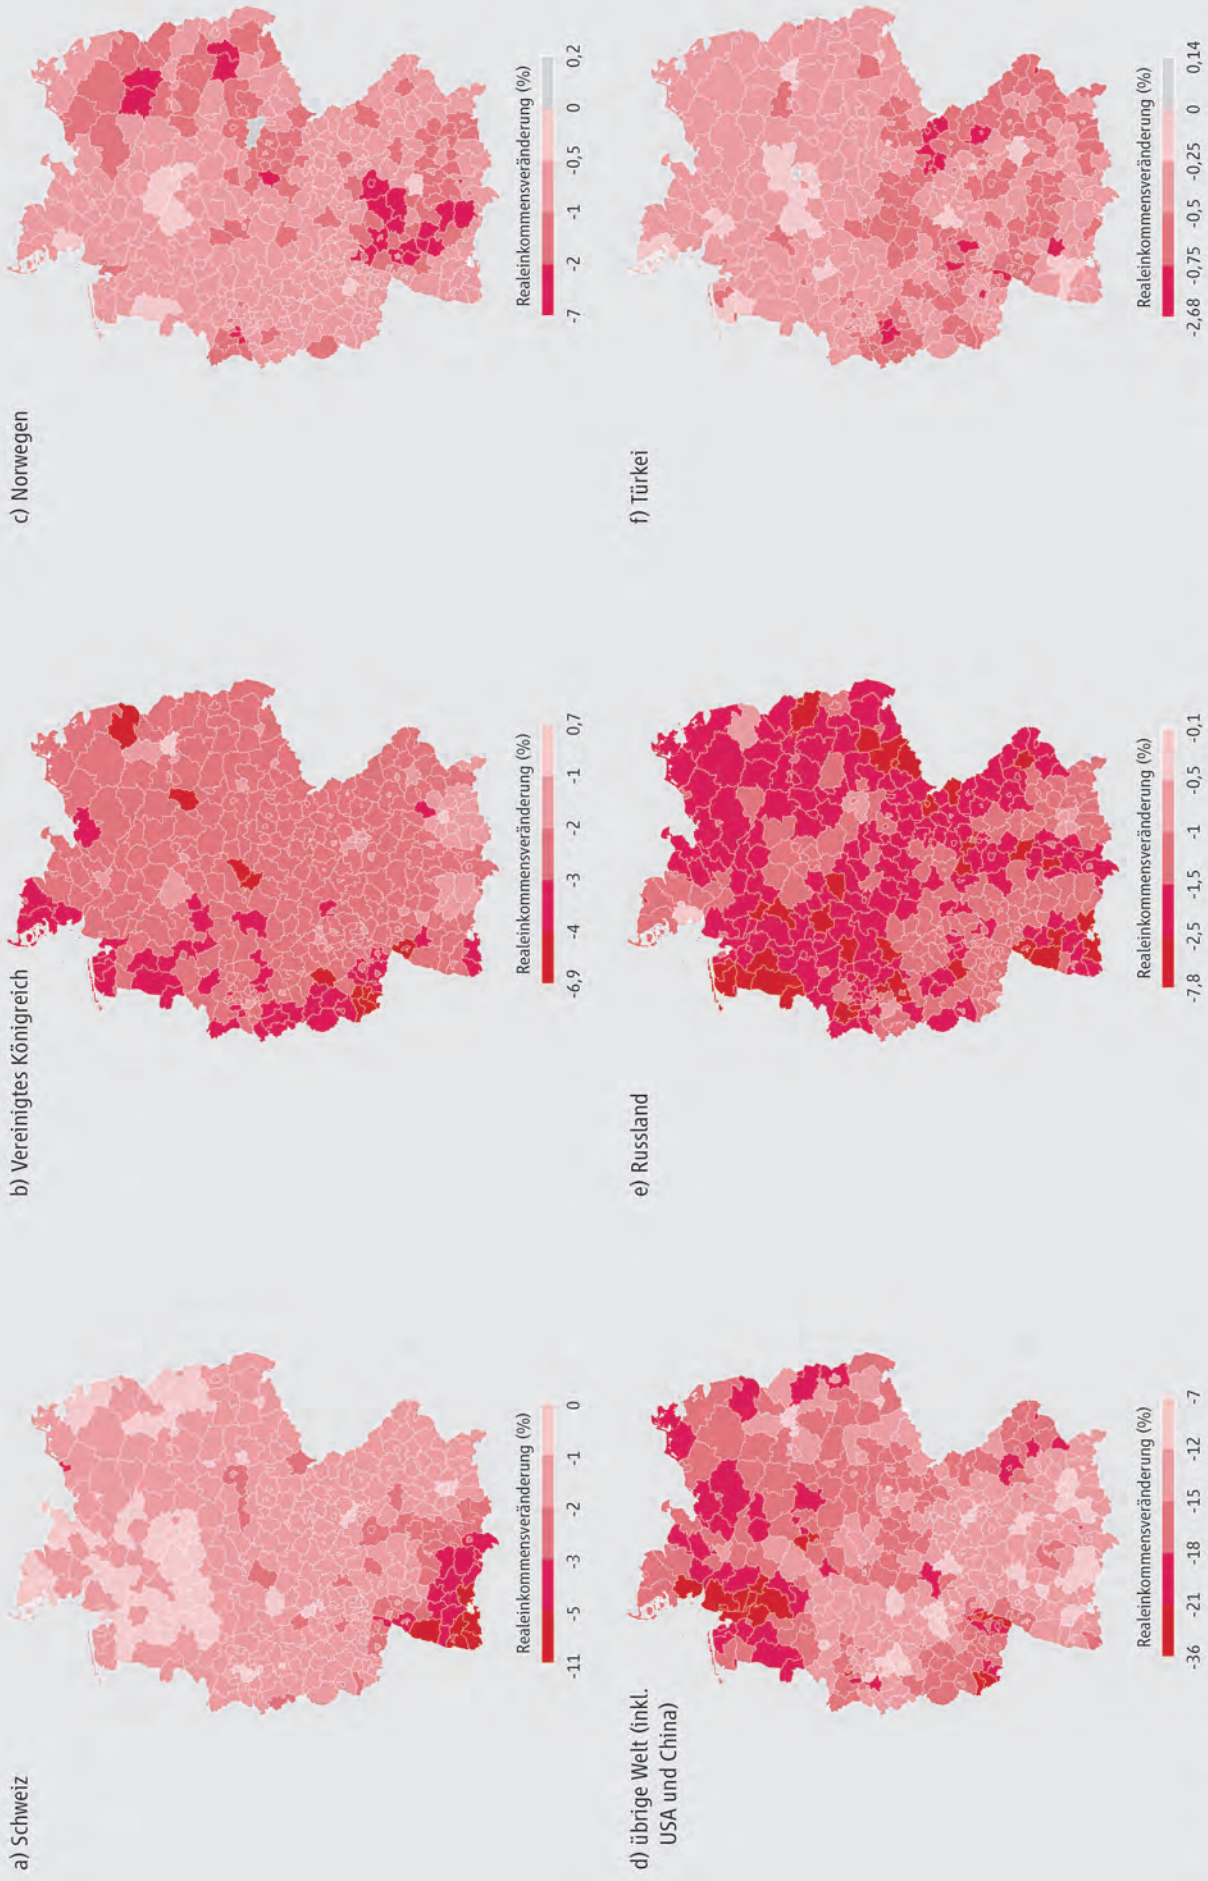 a) Schweiz
Realeinkommensveränderung (%)
-11 -5 -3 -2 -1 0
b) Vereinigtes Königreich
Realeinkommensveränderung (%)
-6,9 -4 -3 -2 -1 0,7
c) Norwegen
Realeinkommensveränderung (%)
-7 -2 -1 -0,5 0 0,2
d) übrige Welt (inkl.
USA und China)
Realeinkommensveränderung (%)
-36 -21 -18 -15 -12 -7
e) Russland
Realeinkommensveränderung (%)
-7,8 -2,5 -1,5 -1 -0,5 -0,1
f) Türkei
Realeinkommensveränderung (%)
-2,68 -0,75 -0,5 -0,25 0 0,14